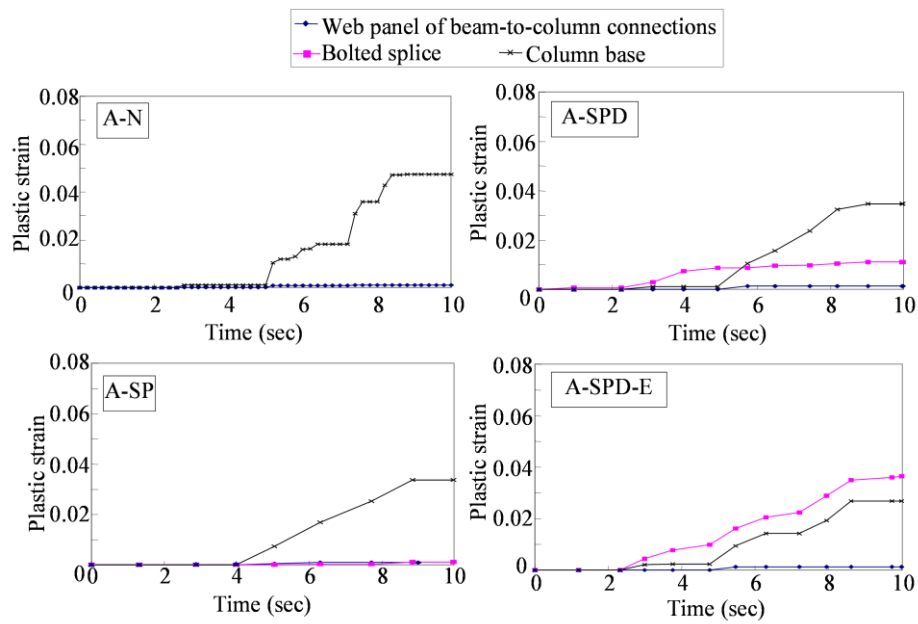 Web panel of beam-to-column connections
Bolted splice Column base
A-N
Plastic strain
0.08
0.06
0.04
0.02
0
0 2 4 6 8 10
Time (sec)
A-SPD
Plastic strain
0.08
0.06
0.04
0.02
0
0 2 4 6 8 10
Time (sec)
A-SP
Plastic strain
0.08
0.06
0.04
0.02
0
0 2 4 6 8 10
Time (sec)
A-SPD-E
Plastic strain
0.08
0.06
0.04
0.02
0
0 2 4 6 8 10
Time (sec)